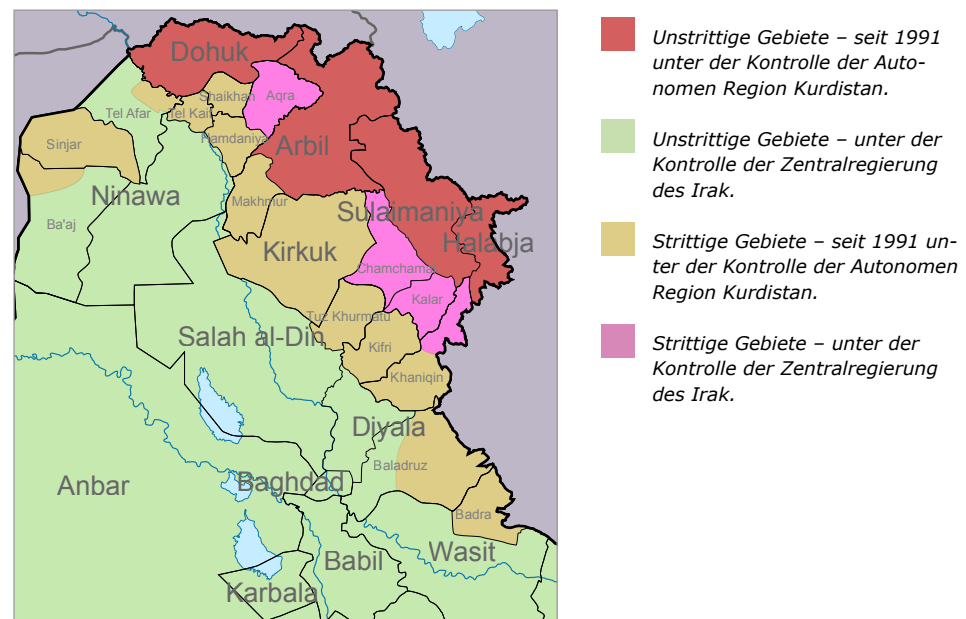 Dohuk
Shaikhan
Aqra
Tel Afar
Tel Kaif
Sinjar
Hamdaniya
Arbil
Ninawa
Makhmur
Sulaimaniya
Ba'aj
Kirkuk
Halabja
Chamchamal
Kalar
Tuz Khurmatu
Salah al-Din
Kifri
Khaniqin
Diyala
Baladruz
Anbar
Baghdad
Badra
Wasit
Babil
Karbala
Unstrittige Gebiete – seit 1991
unter der Kontrolle der Auto-
nomen Region Kurdistan.
Unstrittige Gebiete – unter der
Kontrolle der Zentralregierung
des Irak.
Strittige Gebiete – seit 1991 un-
ter der Kontrolle der Autonomen
Region Kurdistan.
Strittige Gebiete – unter der
Kontrolle der Zentralregierung
des Irak.